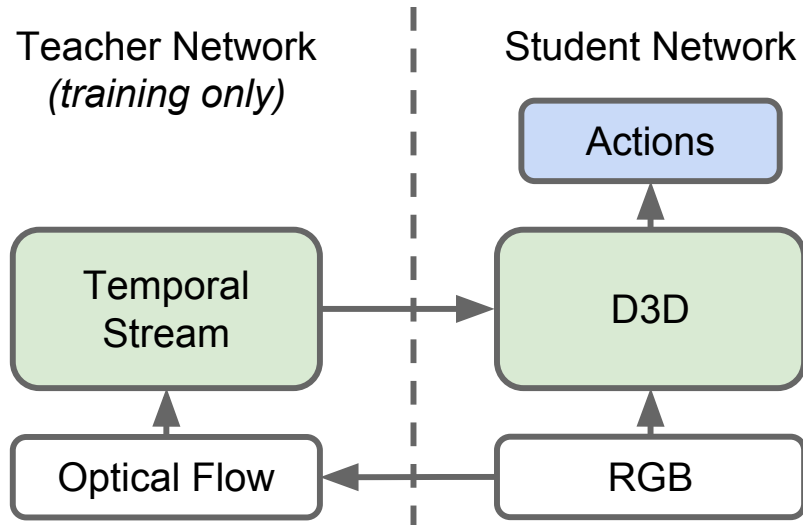 Teacher Network
(training only)
Student Network
Actions
Temporal
Stream
D3D
Optical Flow
RGB